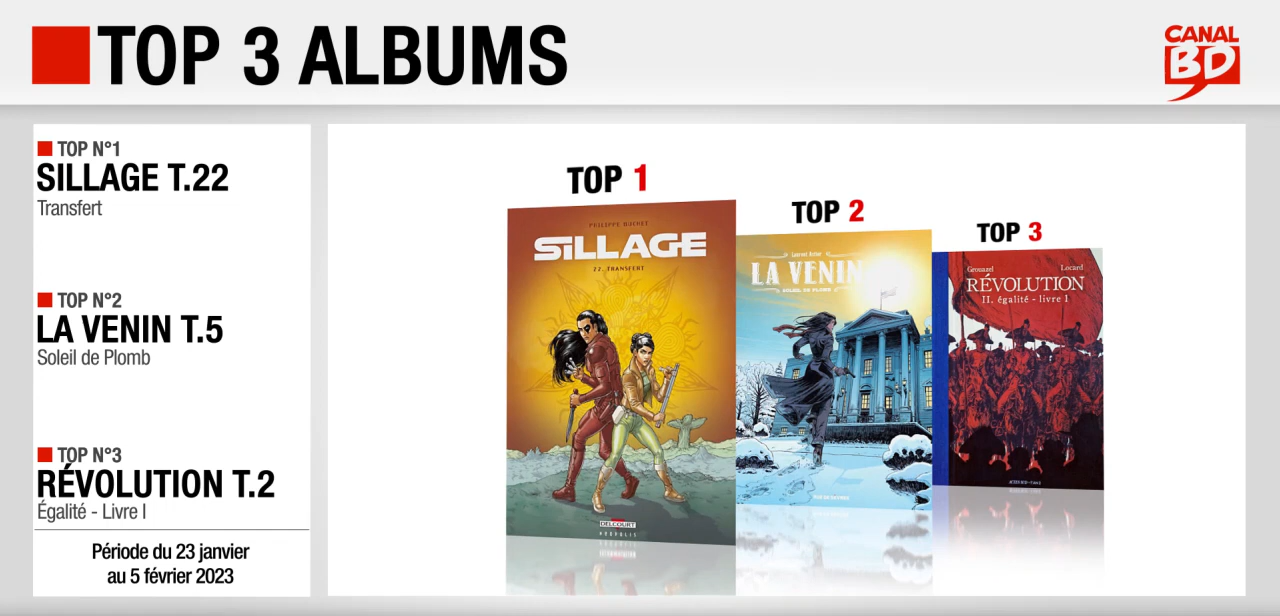 TOP 3 ALBUMS
CANAL
BD
TOP N°1
SILLAGE T.22
Transfert
TOP N°2
LA VENIN T.5
Soleil de Plomb
TOP N°3
RÉVOLUTION T.2
Égalité - Livre I
Période du 23 janvier
au 5 février 2023
TOP 1
PHILIPPE BUCHET
SILLAGE
22. TRANSFERT
DELCOURT
NEOPOLIS
TOP 2
Laurent Astier
LA VENIN
SOLEIL DE PLOMB
TOP 3
Grouazel Locard
RÉVOLUTION
II. égalité - livre 1